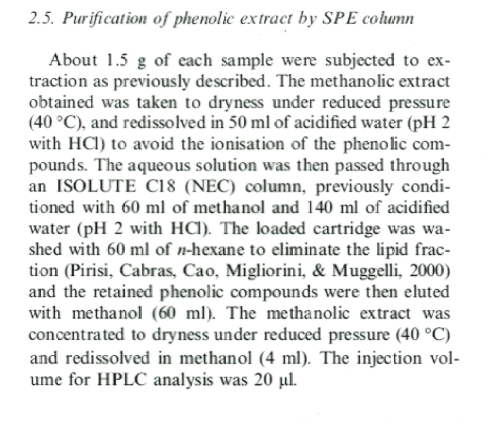 2.5. Purification of phenolic extract by SPE column
About 1.5 g of each sample were subjected to ex-
traction as previously described. The methanolic extract
obtained was taken to dryness under reduced pressure
(40 °C), and redissolved in 50 ml of acidified water (pH 2
with HCl) to avoid the ionisation of the phenolic com-
pounds. The aqueous solution was then passed through
an ISOLUTE C18 (NEC) column, previously condi-
tioned with 60 ml of methanol and 140 ml of acidified
water (pH 2 with HCl). The loaded cartridge was wa-
shed with 60 ml of n-hexane to eliminate the lipid frac-
tion (Pirisi, Cabras, Cao, Migliorini, & Muggelli, 2000)
and the retained phenolic compounds were then eluted
with methanol (60 ml). The methanolic extract was
concentrated to dryness under reduced pressure (40 °C)
and redissolved in methanol (4 ml). The injection vol-
ume for HPLC analysis was 20 µl.